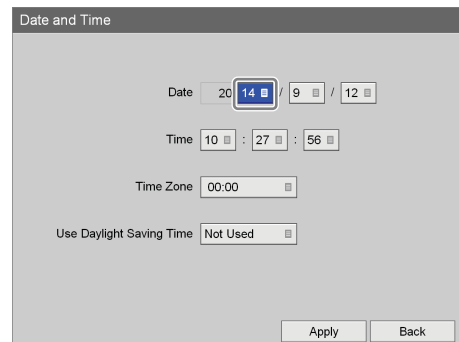 Date and Time
Date 20 14 / 9 / 12
Time 10 : 27 : 56
Time Zone 00:00
Use Daylight Saving Time Not Used
Apply Back